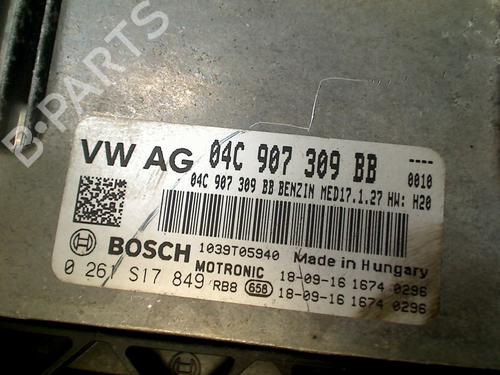 B-PARTS
VW AG 04C 907 309 BB ----
0010
04C 907 309 BB BENZIN MED17.1.27 HW: H20
BOSCH 1039T05940 Made in Hungary
MOTRONIC 18-09-16 1674 0296
0 261 S17 849 RB8 658 18-09-16 1674 0296